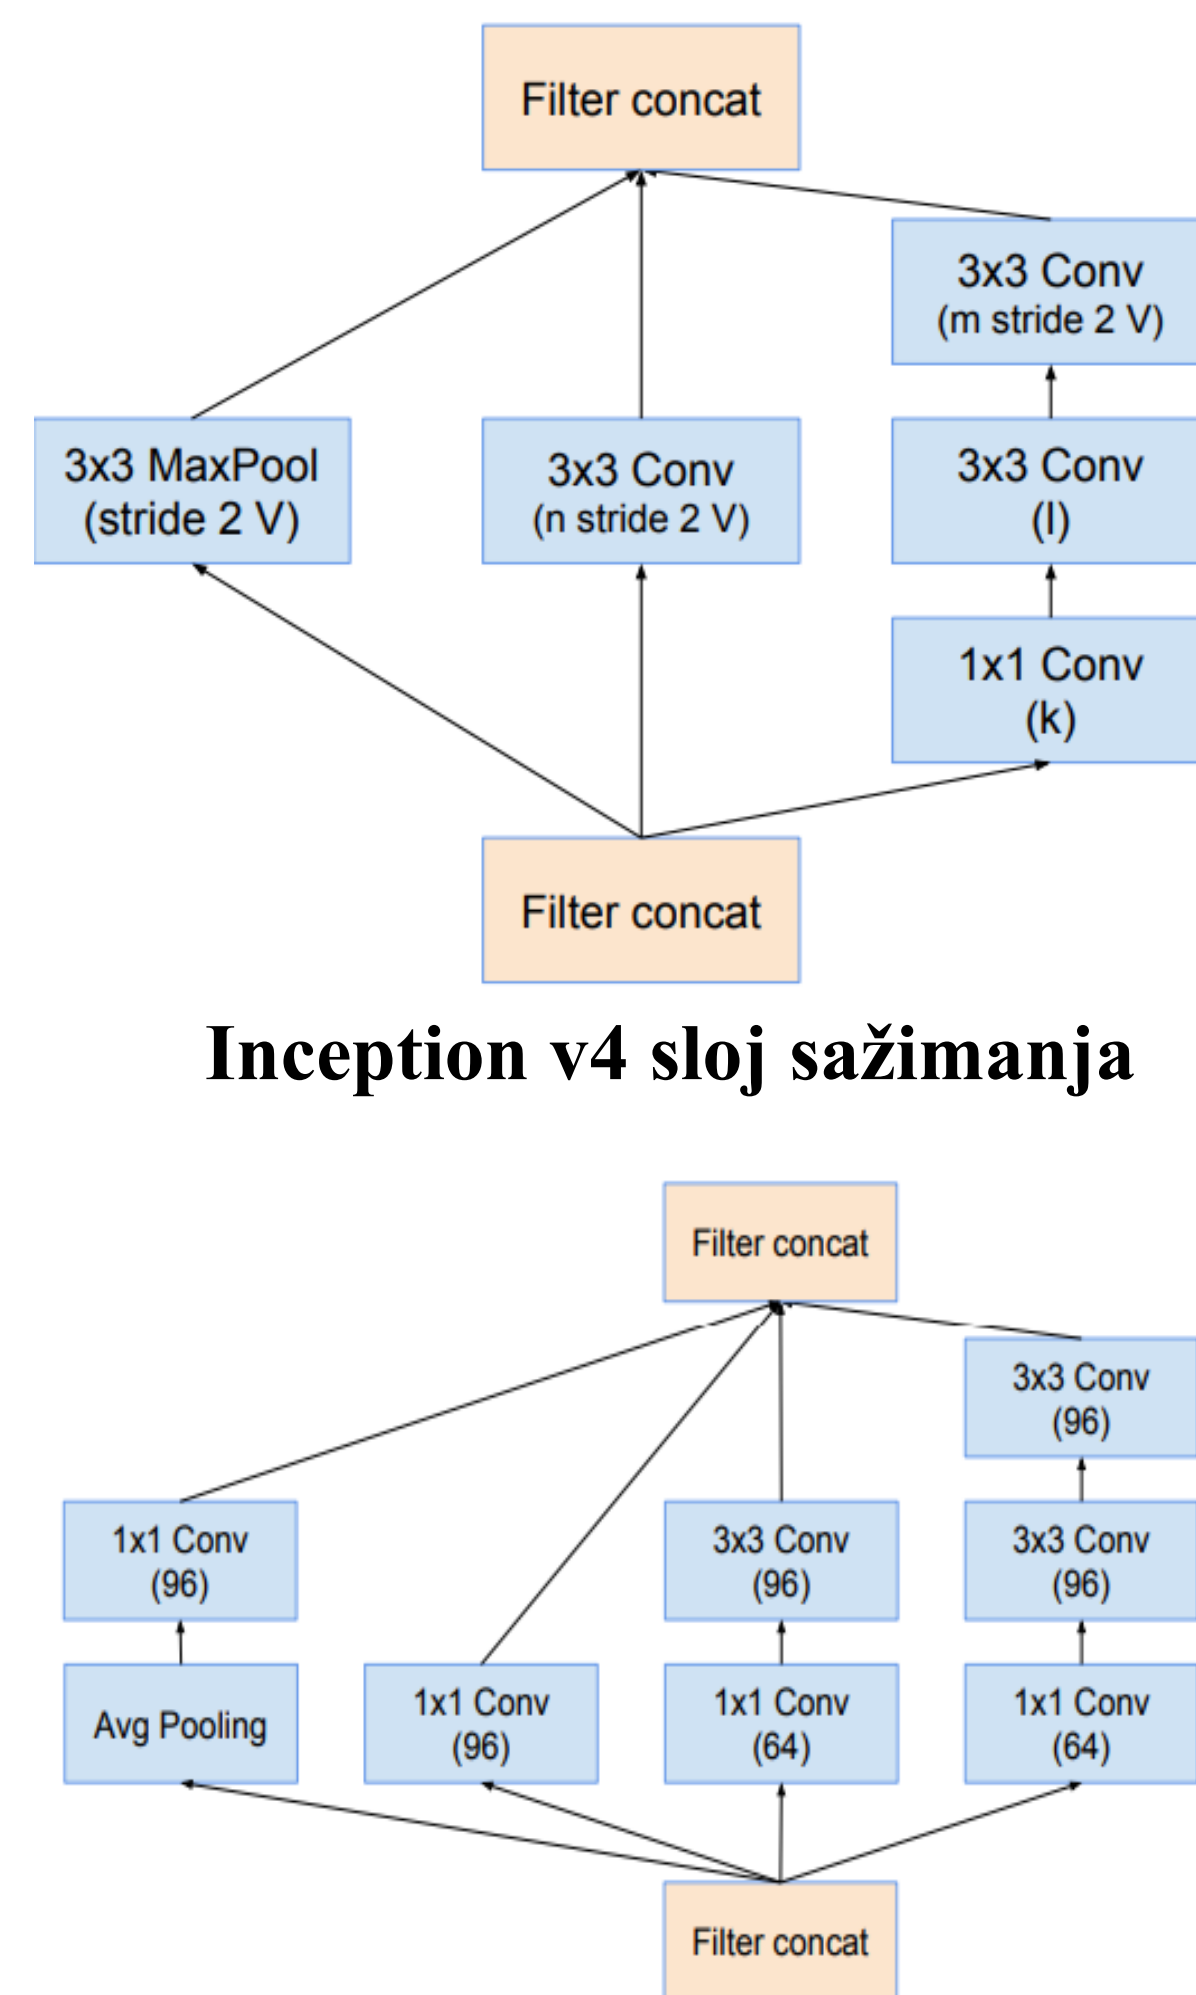 Filter concat
3x3 Conv
(m stride 2 V)
3x3 MaxPool
(stride 2 V)
3x3 Conv
(n stride 2 V)
3x3 Conv
(l)
1x1 Conv
(k)
Filter concat
Inception v4 sloj sažimanja
Filter concat
3x3 Conv
(96)
1x1 Conv
(96)
3x3 Conv
(96)
3x3 Conv
(96)
Avg Pooling
1x1 Conv
(96)
1x1 Conv
(64)
1x1 Conv
(64)
Filter concat